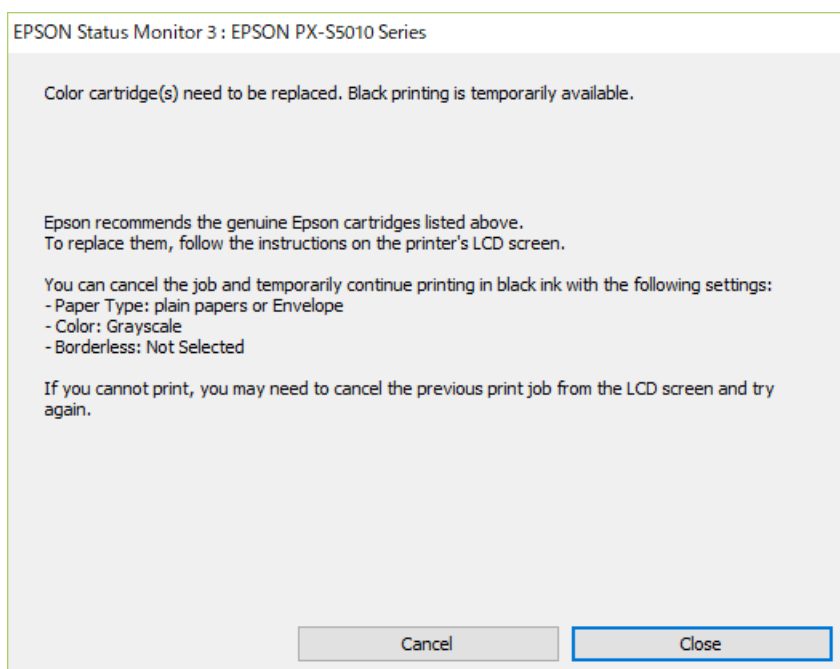 EPSON Status Monitor 3 : EPSON PX-S5010 Series
Color cartridge(s) need to be replaced. Black printing is temporarily available.
Epson recommends the genuine Epson cartridges listed above.
To replace them, follow the instructions on the printer's LCD screen.
You can cancel the job and temporarily continue printing in black ink with the following settings:
- Paper Type: plain papers or Envelope
- Color: Grayscale
- Borderless: Not Selected
If you cannot print, you may need to cancel the previous print job from the LCD screen and try
again.
Cancel
Close